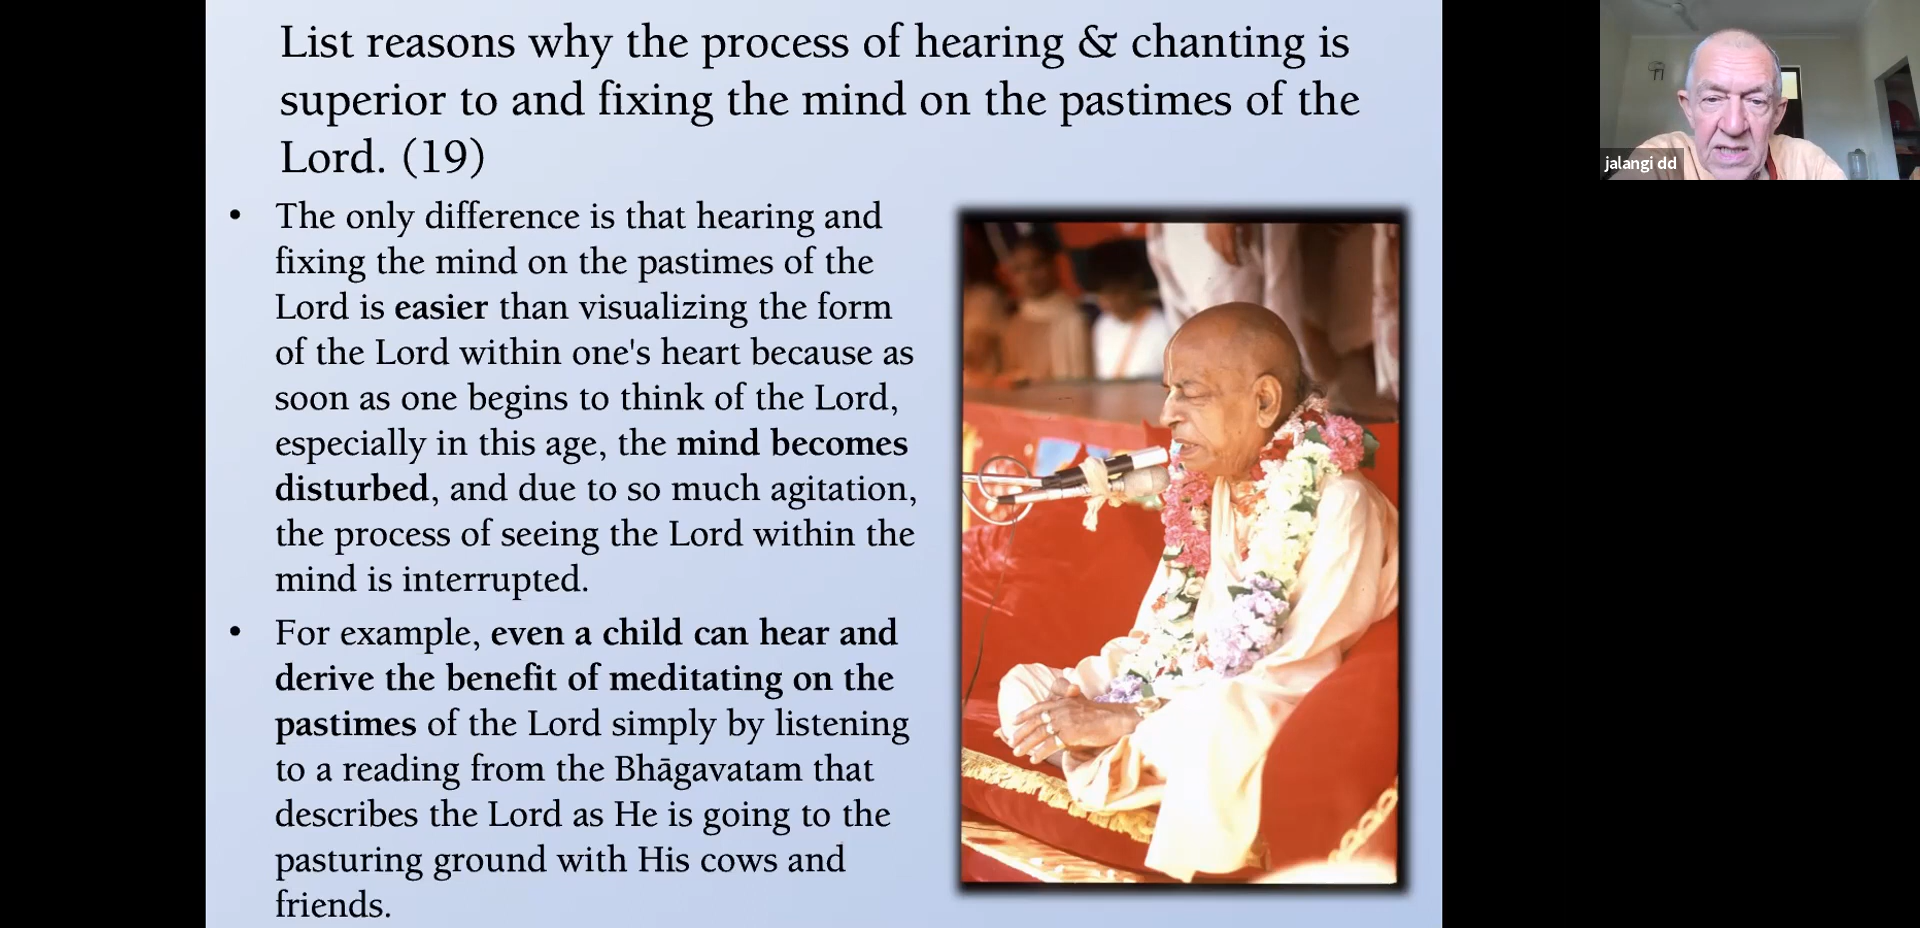 List reasons why the process of hearing & chanting is
superior to and fixing the mind on the pastimes of the
Lord. (19)
• The only difference is that hearing and
fixing the mind on the pastimes of the
Lord is easier than visualizing the form
of the Lord within one's heart because as
soon as one begins to think of the Lord,
especially in this age, the mind becomes
disturbed, and due to so much agitation,
the process of seeing the Lord within the
mind is interrupted.
• For example, even a child can hear and
derive the benefit of meditating on the
pastimes of the Lord simply by listening
to a reading from the Bhāgavatam that
describes the Lord as He is going to the
pasturing ground with His cows and
friends.
jalangi dd